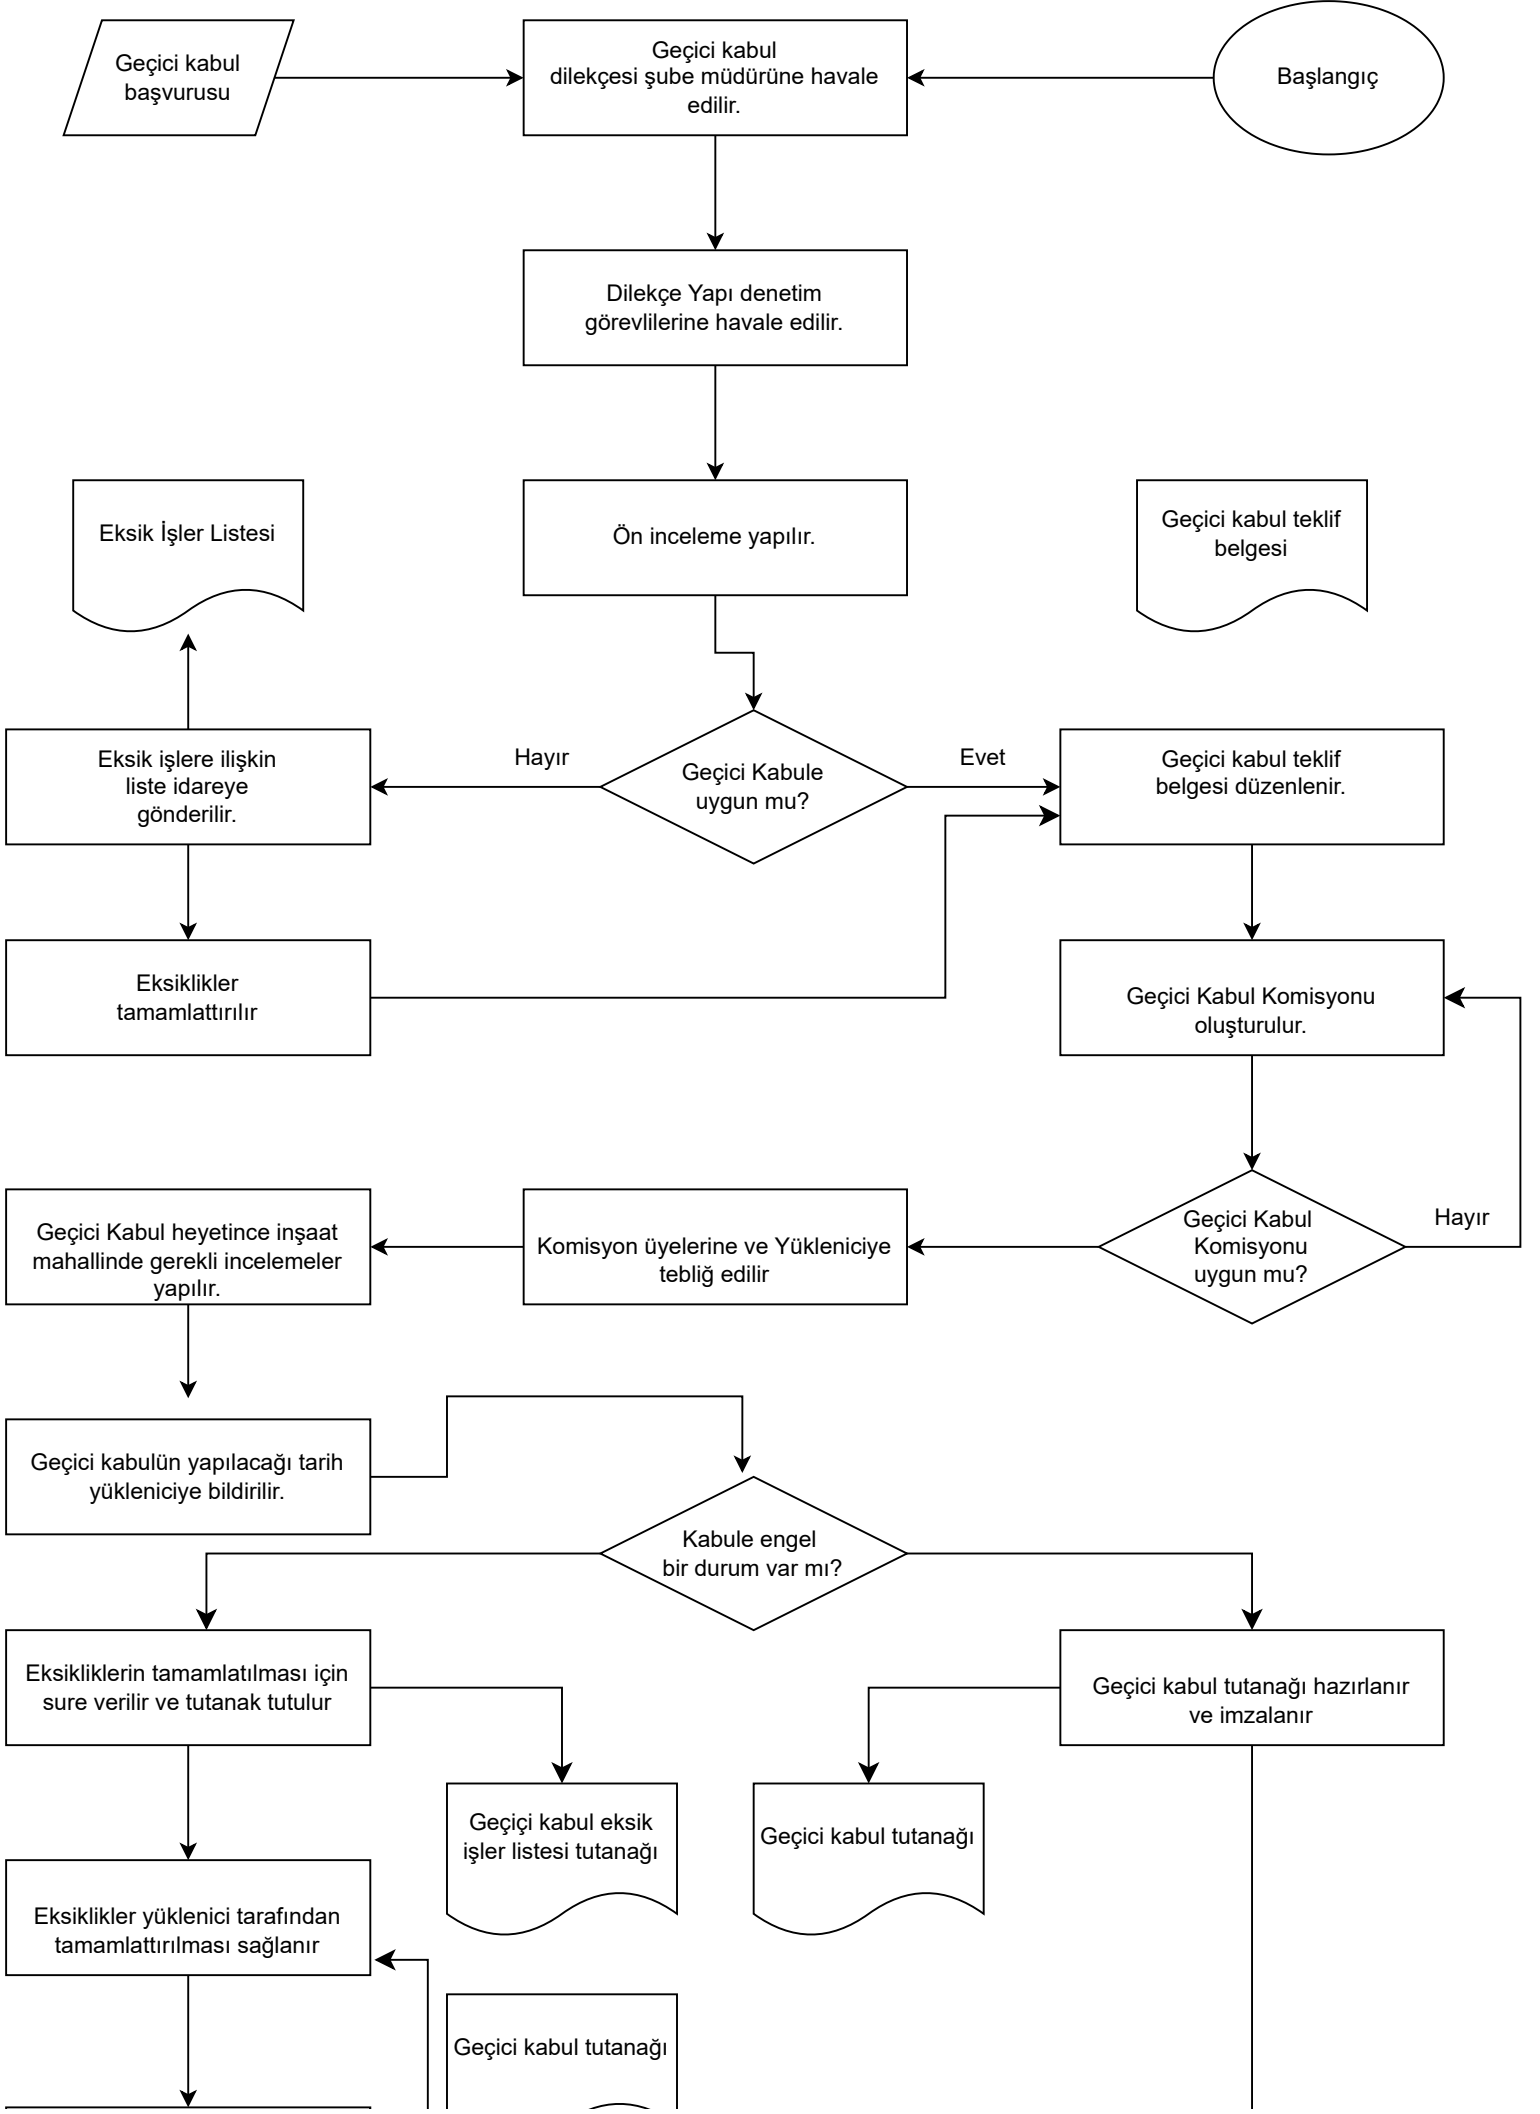 Geçici kabul
başvurusu
Geçici kabul
dilekçesi şube müdürüne havale
edilir.
Başlangıç
Dilekçe Yapı denetim
görevlilerine havale edilir.
Eksik İşler Listesi
Ön inceleme yapılır.
Geçici kabul teklif
belgesi
Eksik işlere ilişkin
liste idareye
gönderilir.
Hayır
Geçici Kabule
uygun mu?
Evet
Geçici kabul teklif
belgesi düzenlenir.
Eksiklikler
tamamlattırılır
Geçici Kabul Komisyonu
oluşturulur.
Geçici Kabul heyetince inşaat
mahallinde gerekli incelemeler
yapılır.
Komisyon üyelerine ve Yükleniciye
tebliğ edilir
Geçici Kabul
Komisyonu
uygun mu?
Hayır
Geçici kabulün yapılacağı tarih
yükleniciye bildirilir.
Kabule engel
bir durum var mı?
Eksikliklerin tamamlatılması için
sure verilir ve tutanak tutulur
Geçici kabul tutanağı hazırlanır
ve imzalanır
Geçiçi kabul eksik
işler listesi tutanağı
Geçici kabul tutanağı
Eksiklikler yüklenici tarafından
tamamlattırılması sağlanır
Geçici kabul tutanağı